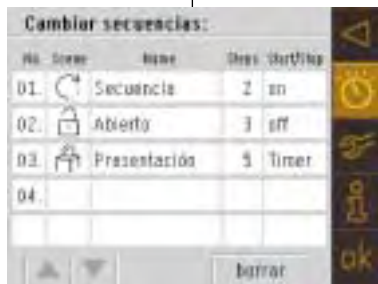 Cambiar secuencias:
No. Scene Name Steps Start/Stop
01. Secuencia 2 on
02. Abierto 3 off
03. Presentación 5 Timer
04.
borrar
ok